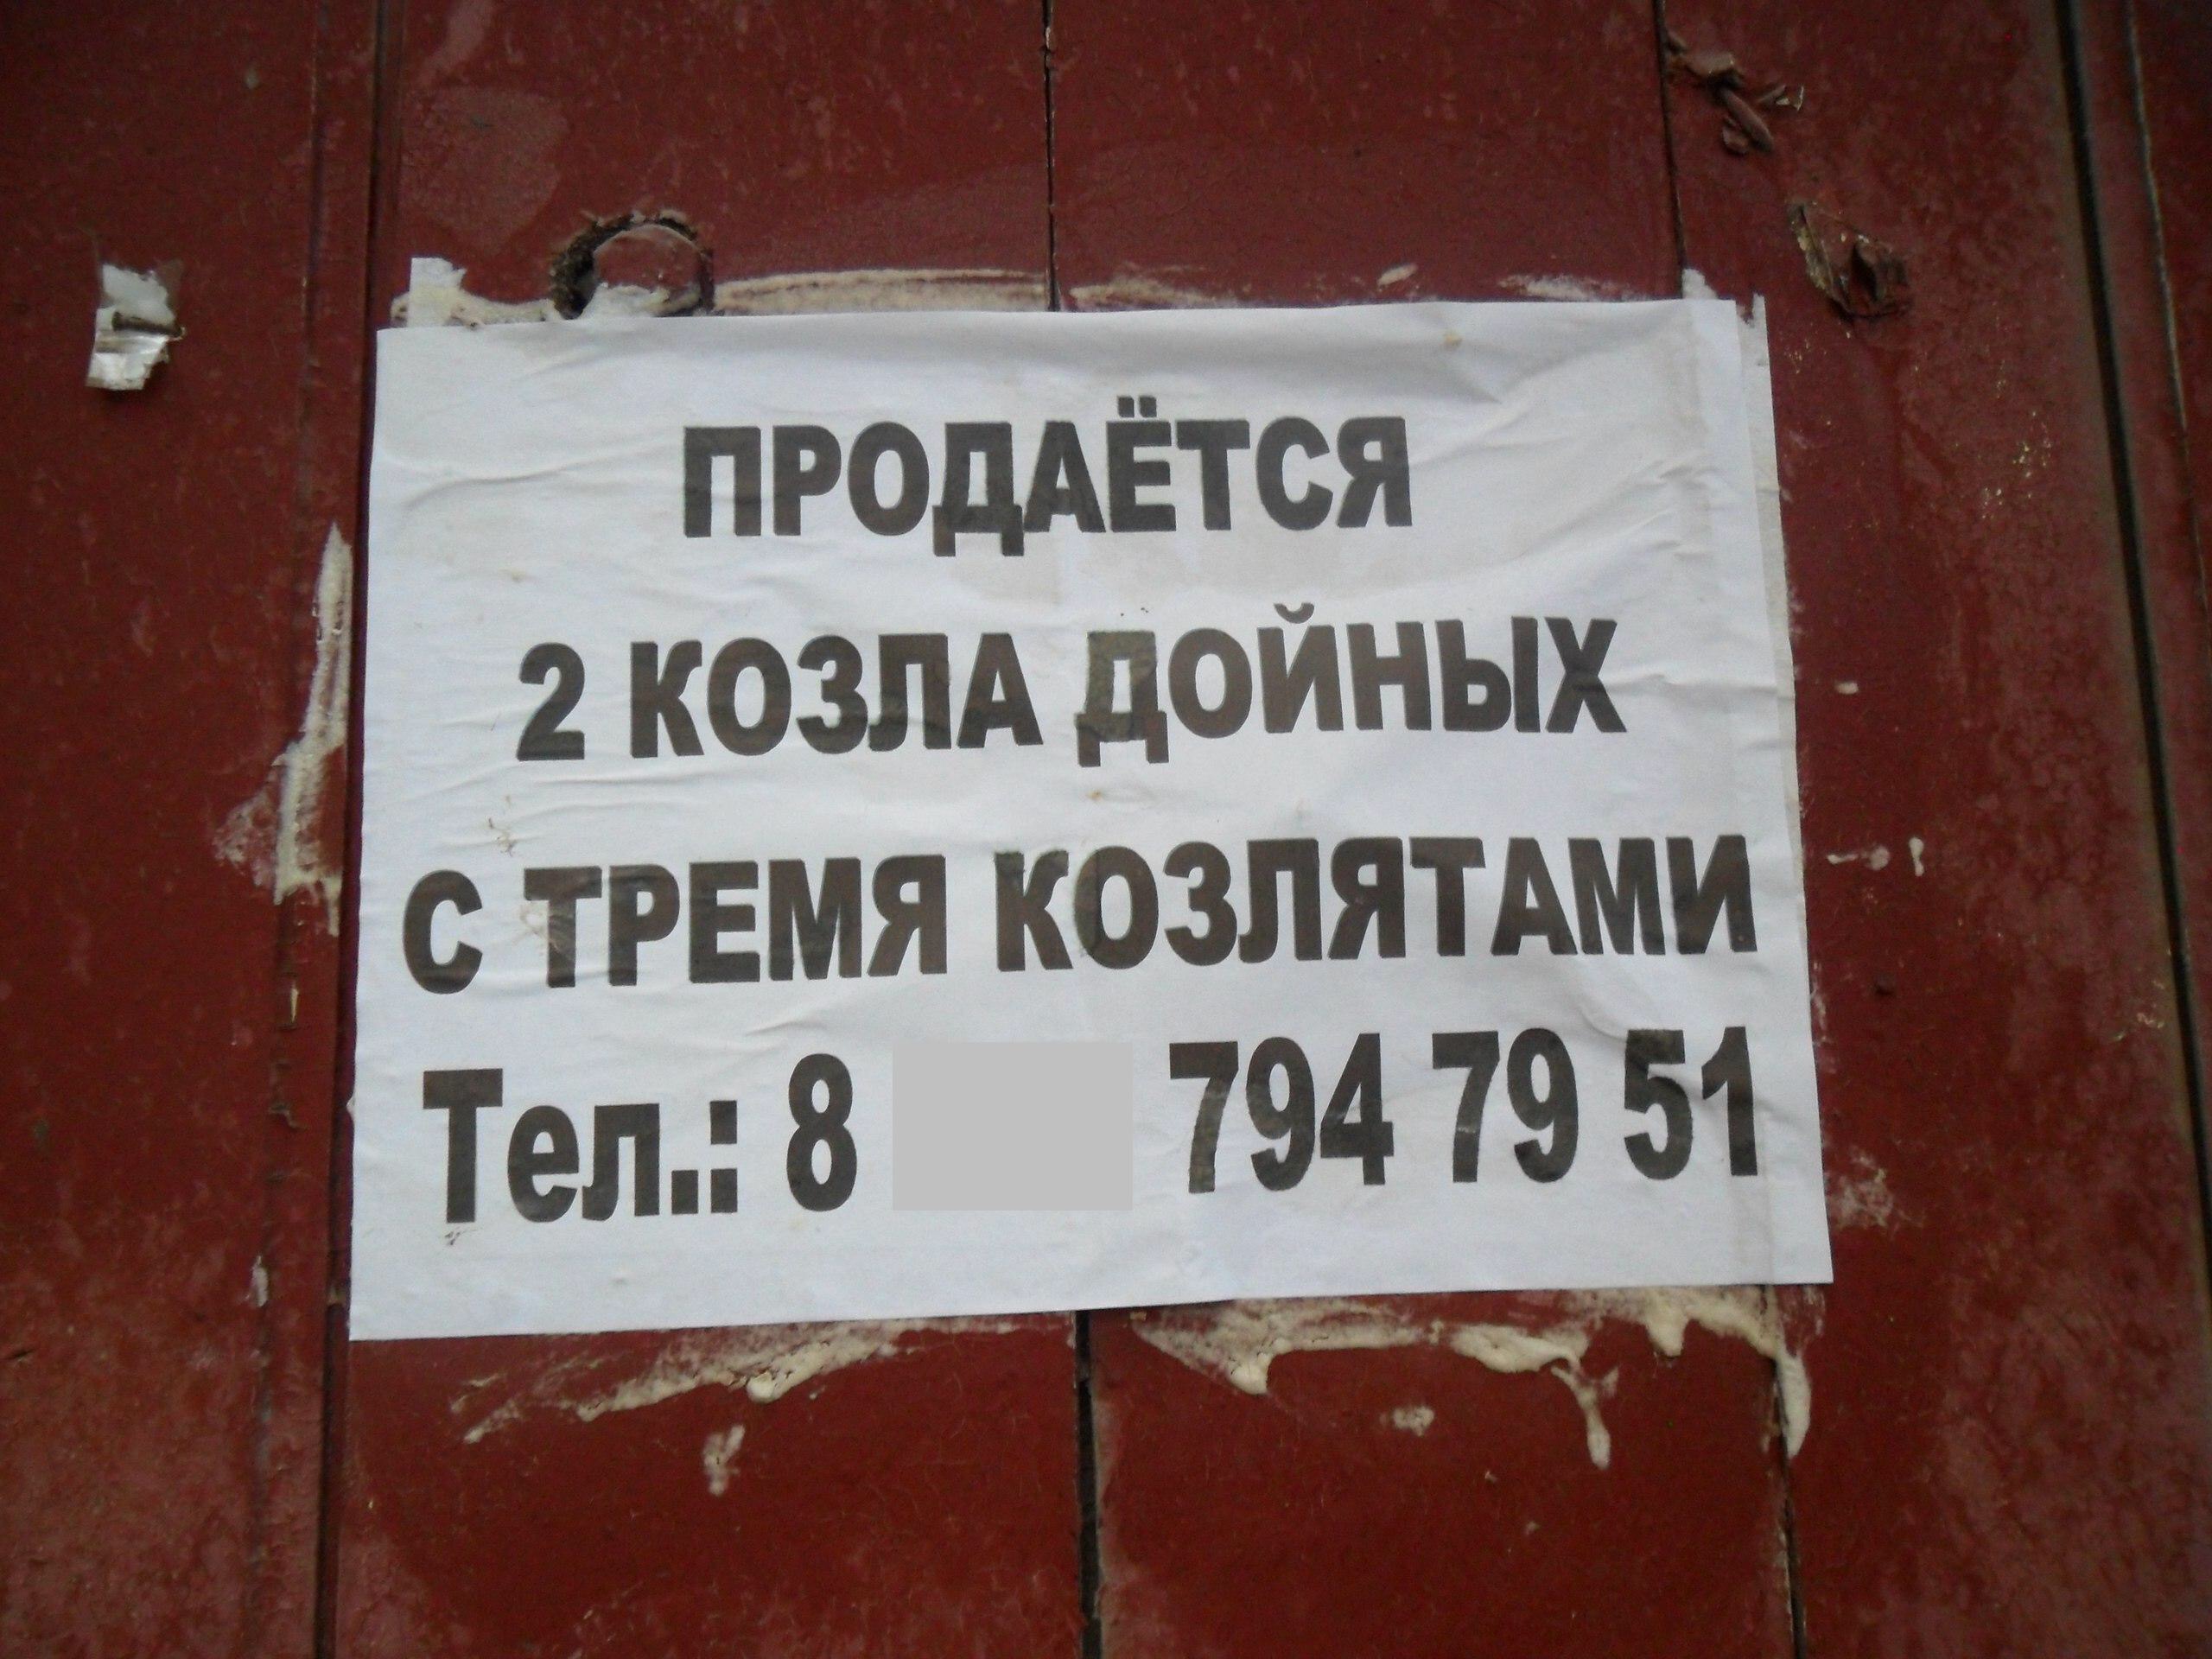 ПРОДАЁТСЯ
2 КОЗЛА ДОЙНЫХ
С ТРЕМЯ КОЗЛЯТАМИ
Тел.: 8 794 79 51